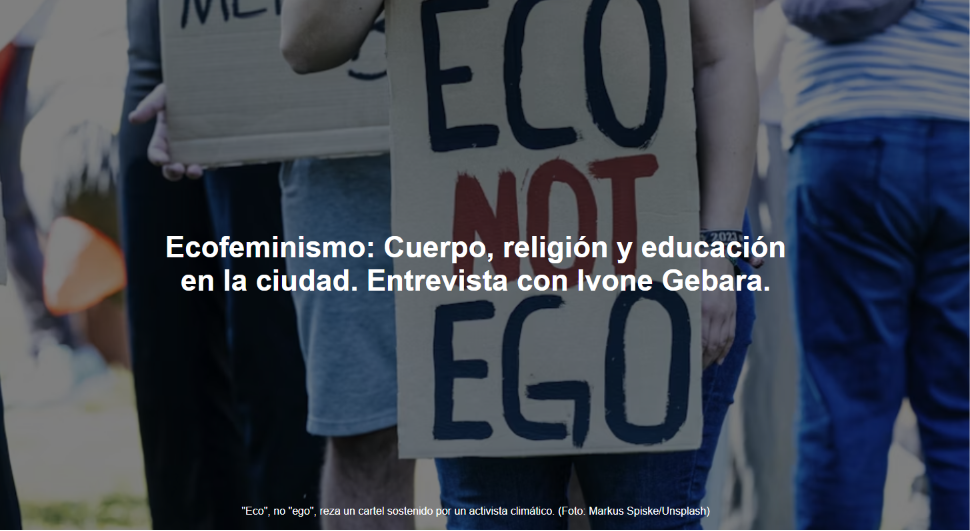 ECO
NOT
EGO
2021
Ecofeminismo: Cuerpo, religión y educación
en la ciudad. Entrevista con Ivone Gebara.
"Eco", no "ego", reza un cartel sostenido por un activista climático. (Foto: Markus Spiske/Unsplash)